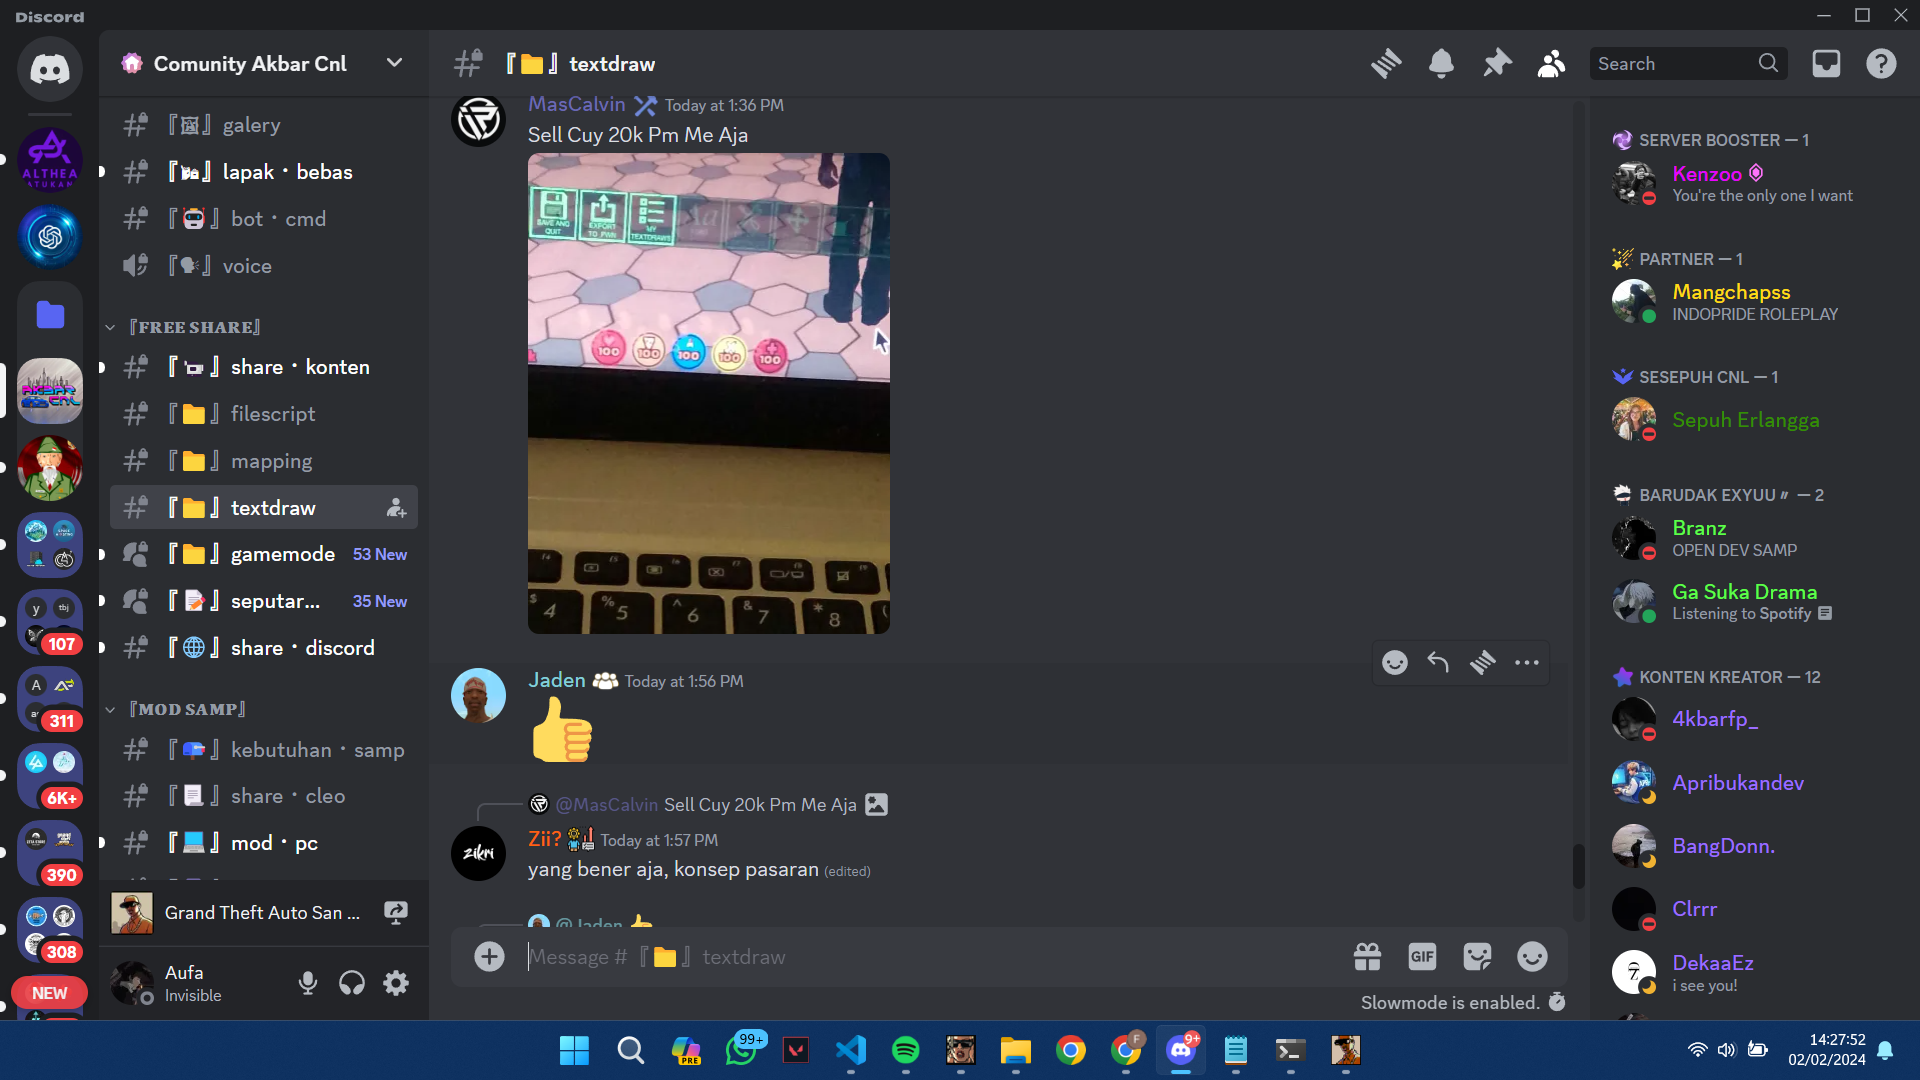 Discord
Comunity Akbar Cnl
『』 textdraw
Search
ALTHEA
107
311
6K+
390
308
NEW
『』 galery
『』 lapak • bebas
『』 bot • cmd
『』 voice
『FREE SHARE』
『』 share • konten
『』 filescript
『』 mapping
『』 textdraw
『』 gamemode 53 New
『』 seputar... 35 New
『』 share • discord
『MOD SAMP』
『』 kebutuhan • samp
『』 share • cleo
『』 mod • pc
Grand Theft Auto San ...
Aufa
Invisible
MasCalvin Today at 1:36 PM
Sell Cuy 20k Pm Me Aja
SAVE AND QUIT
EXPORT TO PWN
MY TEXTDRAWS
100 100 100 100 100
$ 4 % 5 ^ 6 & 7 * 8
Jaden Today at 1:56 PM
@MasCalvin Sell Cuy 20k Pm Me Aja
zikri
Zii? Today at 1:57 PM
yang bener aja, konsep pasaran (edited)
@Jaden
Message # 『』 textdraw
GIF
Slowmode is enabled.
SERVER BOOSTER — 1
Kenzoo
You're the only one I want
PARTNER — 1
Mangchapss
INDOPRIDE ROLEPLAY
SESEPUH CNL — 1
Sepuh Erlangga
BARUDAK EXYUU〃 — 2
Branz
OPEN DEV SAMP
Ga Suka Drama
Listening to Spotify
KONTEN KREATOR — 12
4kbarfp_
Apribukandev
BangDonn.
Clrrr
DekaaEz
i see you!
PRE
99+
F
9+
14:27:52
02/02/2024